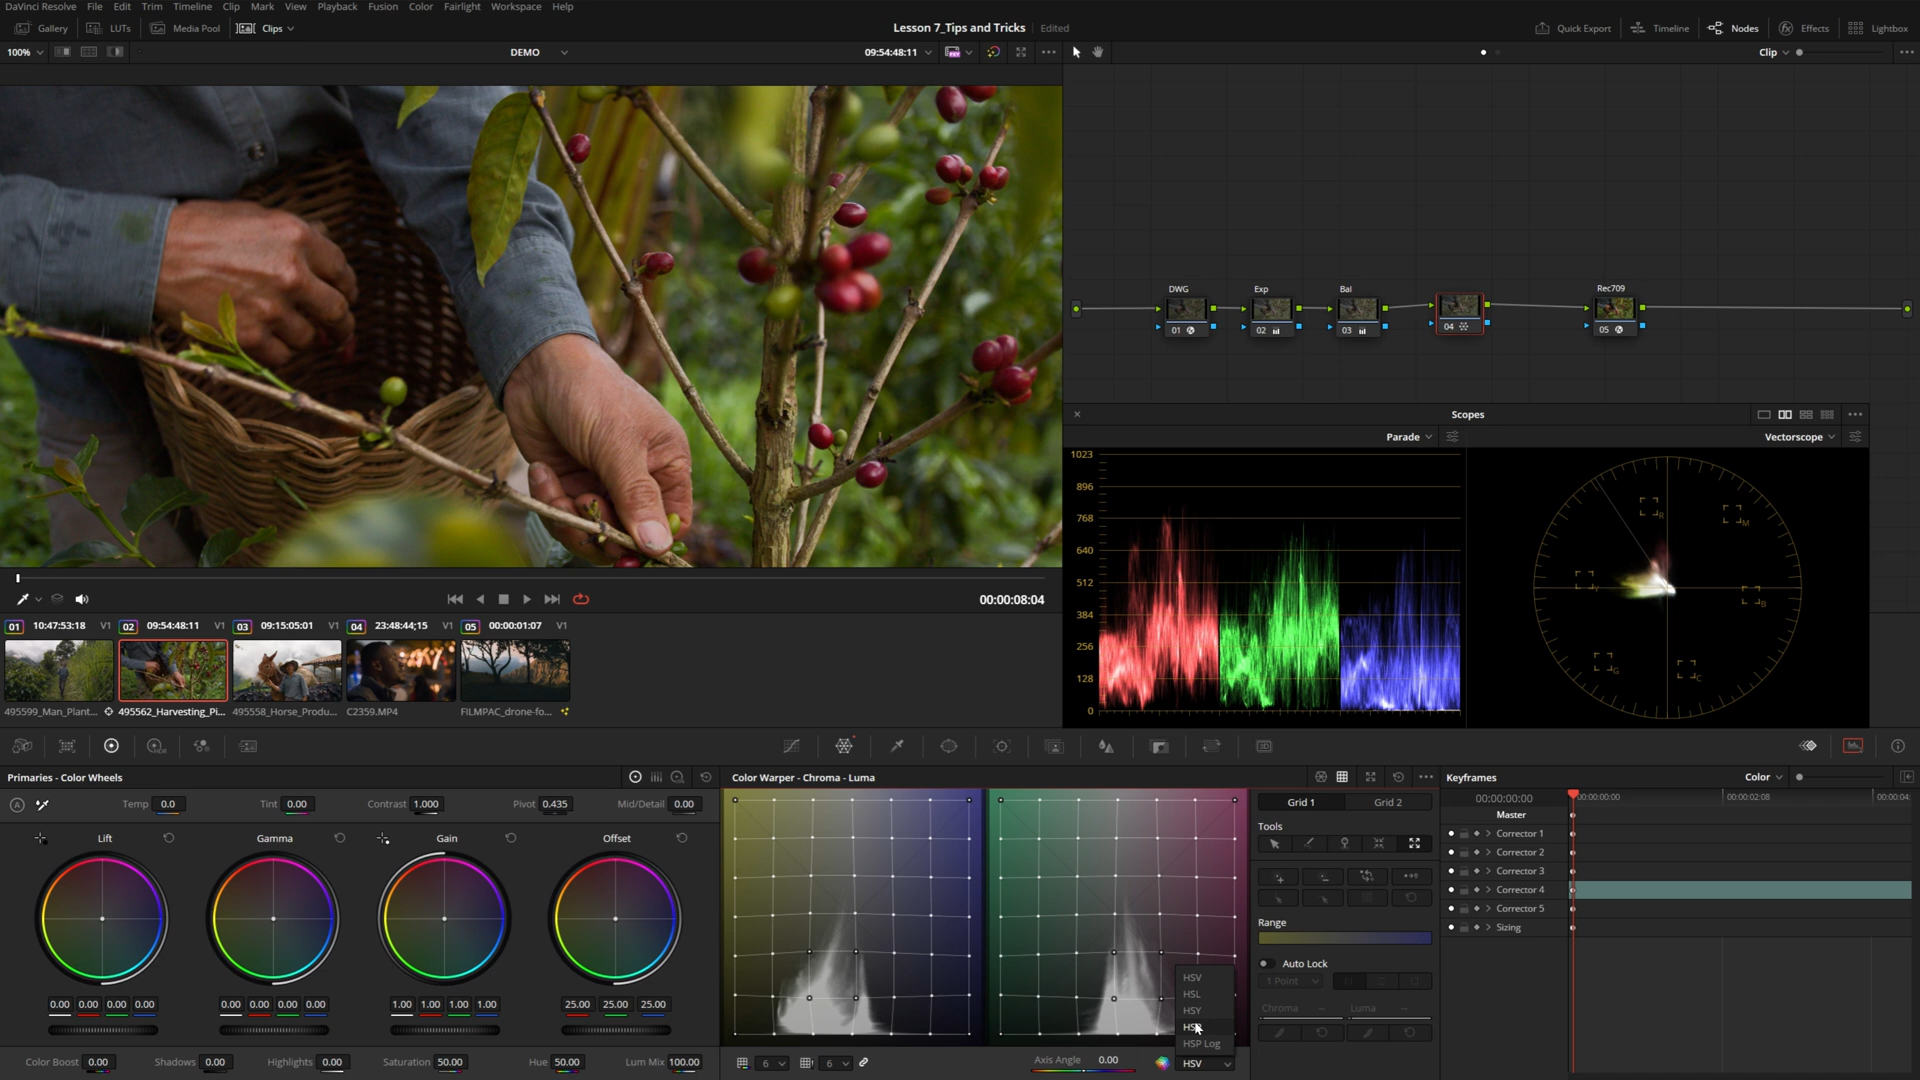 DaVinci Resolve File Edit Trim Timeline Clip Mark View Playback Fusion Color Fairlight Workspace Help
Gallery LUTs Media Pool Clips Lesson 7_Tips and Tricks Edited Quick Export Timeline Nodes Effects Lightbox
100% DEMO 09:54:48:11 Clip
DWG Exp Bal Rec709
01 02 03 04 05
Scopes
Parade Vectorscope
1023
896
768
640
512
384
256
128
0
R M Y B G C
00:00:08:04
01 10:47:53:18 V1 02 09:54:48:11 V1 03 09:15:05:01 V1 04 23:48:44;15 V1 05 00:00:01:07 V1
495599_Man_Plant... 495562_Harvesting_Pi... 495558_Horse_Produ... C2359.MP4 FILMPAC_drone-fo...
Primaries - Color Wheels
Temp 0.0 Tint 0.00 Contrast 1.000 Pivot 0.435 Mid/Detail 0.00
Lift Gamma Gain Offset
0.00 0.00 0.00 0.00 0.00 0.00 0.00 0.00 1.00 1.00 1.00 1.00 25.00 25.00 25.00
Color Boost 0.00 Shadows 0.00 Highlights 0.00 Saturation 50.00 Hue 50.00 Lum Mix 100.00
Color Warper - Chroma - Luma
HSV
HSL
HSY
HSP Log
6 6 Axis Angle 0.00 HSV
Grid 1 Grid 2
Tools
Range
Auto Lock
1 Point
Chroma -- Luma --
Keyframes Color
00:00:00:00 00:00:00:00 00:00:02:08 00:00:04:
Master
Corrector 1
Corrector 2
Corrector 3
Corrector 4
Corrector 5
Sizing